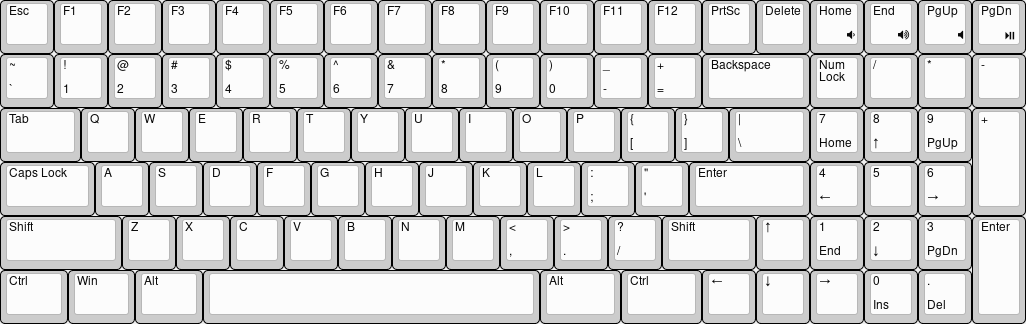 Esc F1 F2 F3 F4 F5 F6 F7 F8 F9 F10 F11 F12 PrtSc Delete Home End PgUp PgDn
~ ! @ # $ % ^ & * ( ) _ + Backspace Num / * -
Lock
` 1 2 3 4 5 6 7 8 9 0 - =
Tab Q W E R T Y U I O P { } | 7 8 9 +
[ ] \ Home ↑ PgUp
Caps Lock A S D F G H J K L : " Enter 4 5 6
; ' ← →
Shift Z X C V B N M < > ? Shift ↑ 1 2 3 Enter
, . / End ↓ PgDn
Ctrl Win Alt Alt Ctrl ← ↓ → 0 .
Ins Del